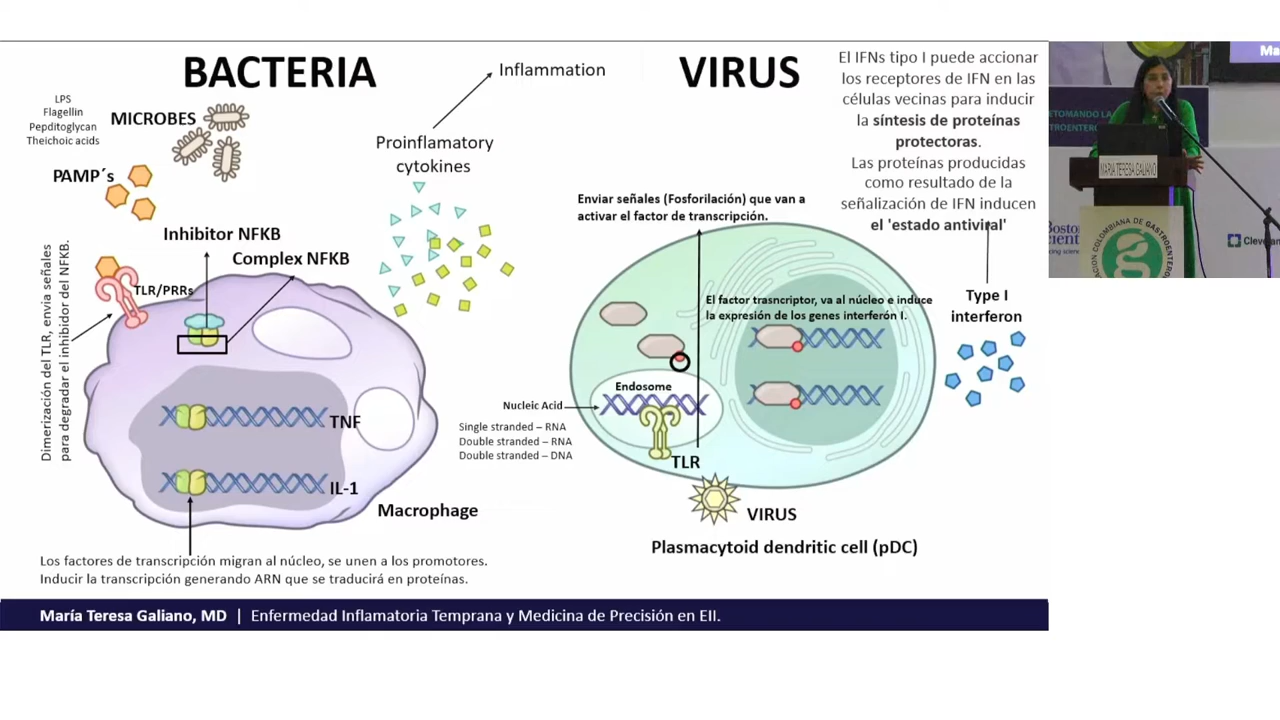 BACTERIA
LPS
Flagellin
Pepditoglycan
Theichoic acids
MICROBES
PAMP´s
Inhibitor NFKB
Complex NFKB
TLR/PRRs
Dimerización del TLR, envia señales
para degradar el inhibidor del NFKB.
TNF
IL-1
Macrophage
Los factores de transcripción migran al núcleo, se unen a los promotores.
Inducir la transcripción generando ARN que se traducirá en proteínas.
Inflammation
Proinflamatory
cytokines
VIRUS
Enviar señales (Fosforilación) que van a
activar el factor de transcripción.
El factor trasncriptor, va al núcleo e induce
la expresión de los genes interferón I.
Endosome
Nucleic Acid
Single stranded – RNA
Double stranded – RNA
Double stranded – DNA
TLR
VIRUS
Plasmacytoid dendritic cell (pDC)
El IFNs tipo I puede accionar
los receptores de IFN en las
células vecinas para inducir
la síntesis de proteínas
protectoras.
Las proteínas producidas
como resultado de la
señalización de IFN inducen
el 'estado antiviral'
Type I
interferon
María Teresa Galiano, MD | Enfermedad Inflamatoria Temprana y Medicina de Precisión en EII.
Ma
ETOMANDO LA
MARIA TERESA GALIANO